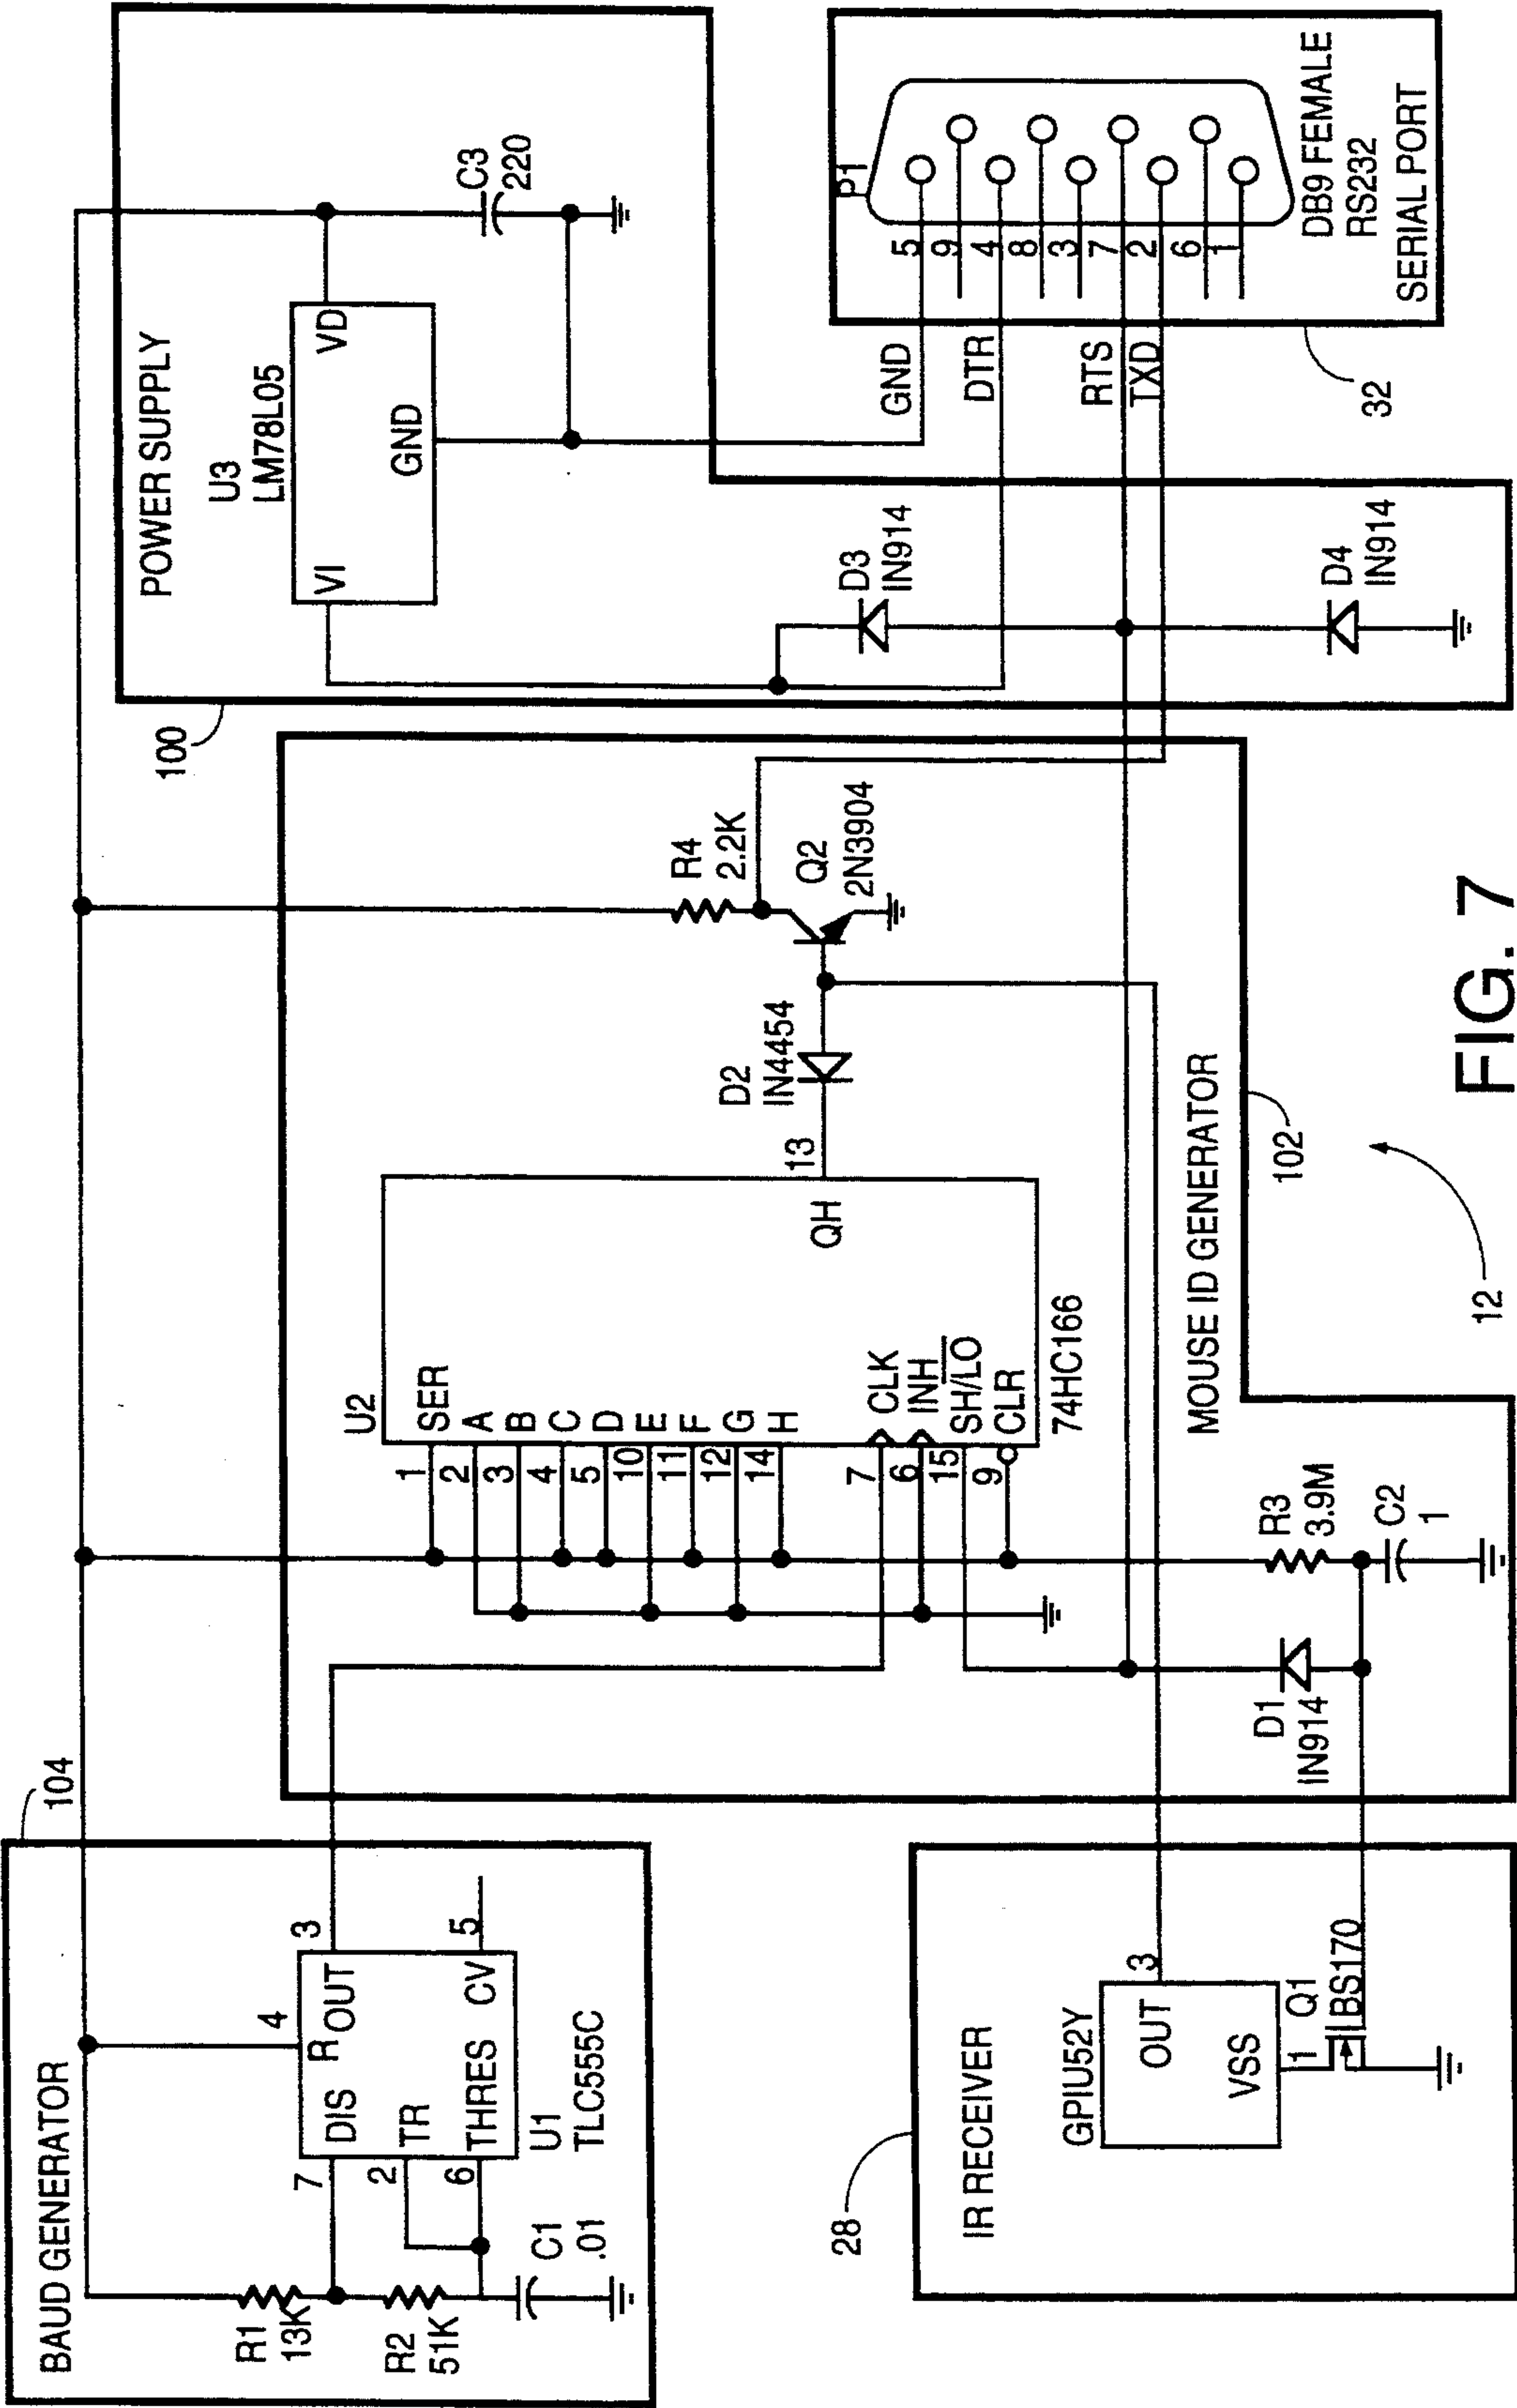 104
BAUD GENERATOR
R1
13K
R2
51K
C1
.01
7
2
6
4
3
5
DIS
R
OUT
TR
THRES
CV
U1
TLC555C
28
IR RECEIVER
GPIU52Y
OUT
3
VSS
1
Q1
BS170
U2
1
2
3
4
5
10
11
12
14
7
6
15
9
SER
A
B
C
D
E
F
G
H
CLK
INH
SH/LO
CLR
QH
13
74HC166
D2
IN4454
R4
2.2K
Q2
2N3904
D1
IN914
R3
3.9M
C2
1
MOUSE ID GENERATOR
102
12
100
POWER SUPPLY
U3
LM78L05
VI
VD
GND
C3
220
D3
IN914
D4
IN914
GND
DTR
RTS
TXD
P1
5
9
4
8
3
7
2
6
1
DB9 FEMALE
RS232
SERIAL PORT
32
FIG. 7